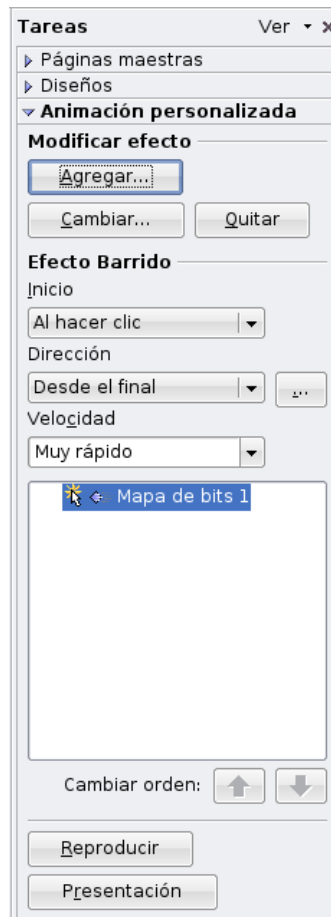 Tareas Ver
Páginas maestras
Diseños
Animación personalizada
Modificar efecto
Agregar...
Cambiar... Quitar
Efecto Barrido
Inicio
Al hacer clic
Dirección
Desde el final ...
Velocidad
Muy rápido
Mapa de bits 1
Cambiar orden:
Reproducir
Presentación